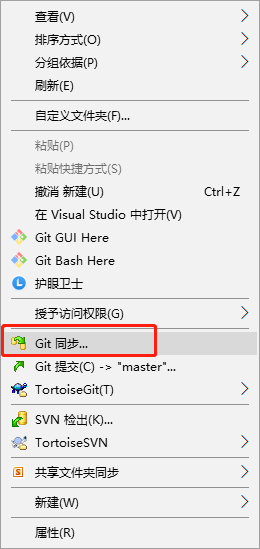 查看(V)
排序方式(O)
分组依据(P)
刷新(E)
自定义文件夹(F)...
粘贴(P)
粘贴快捷方式(S)
撤消 新建(U) Ctrl+Z
在 Visual Studio 中打开(V)
Git GUI Here
Git Bash Here
护眼卫士
授予访问权限(G)
Git 同步...
Git 提交(C) -> "master"...
TortoiseGit(T)
SVN 检出(K)...
TortoiseSVN
共享文件夹同步
新建(W)
属性(R)